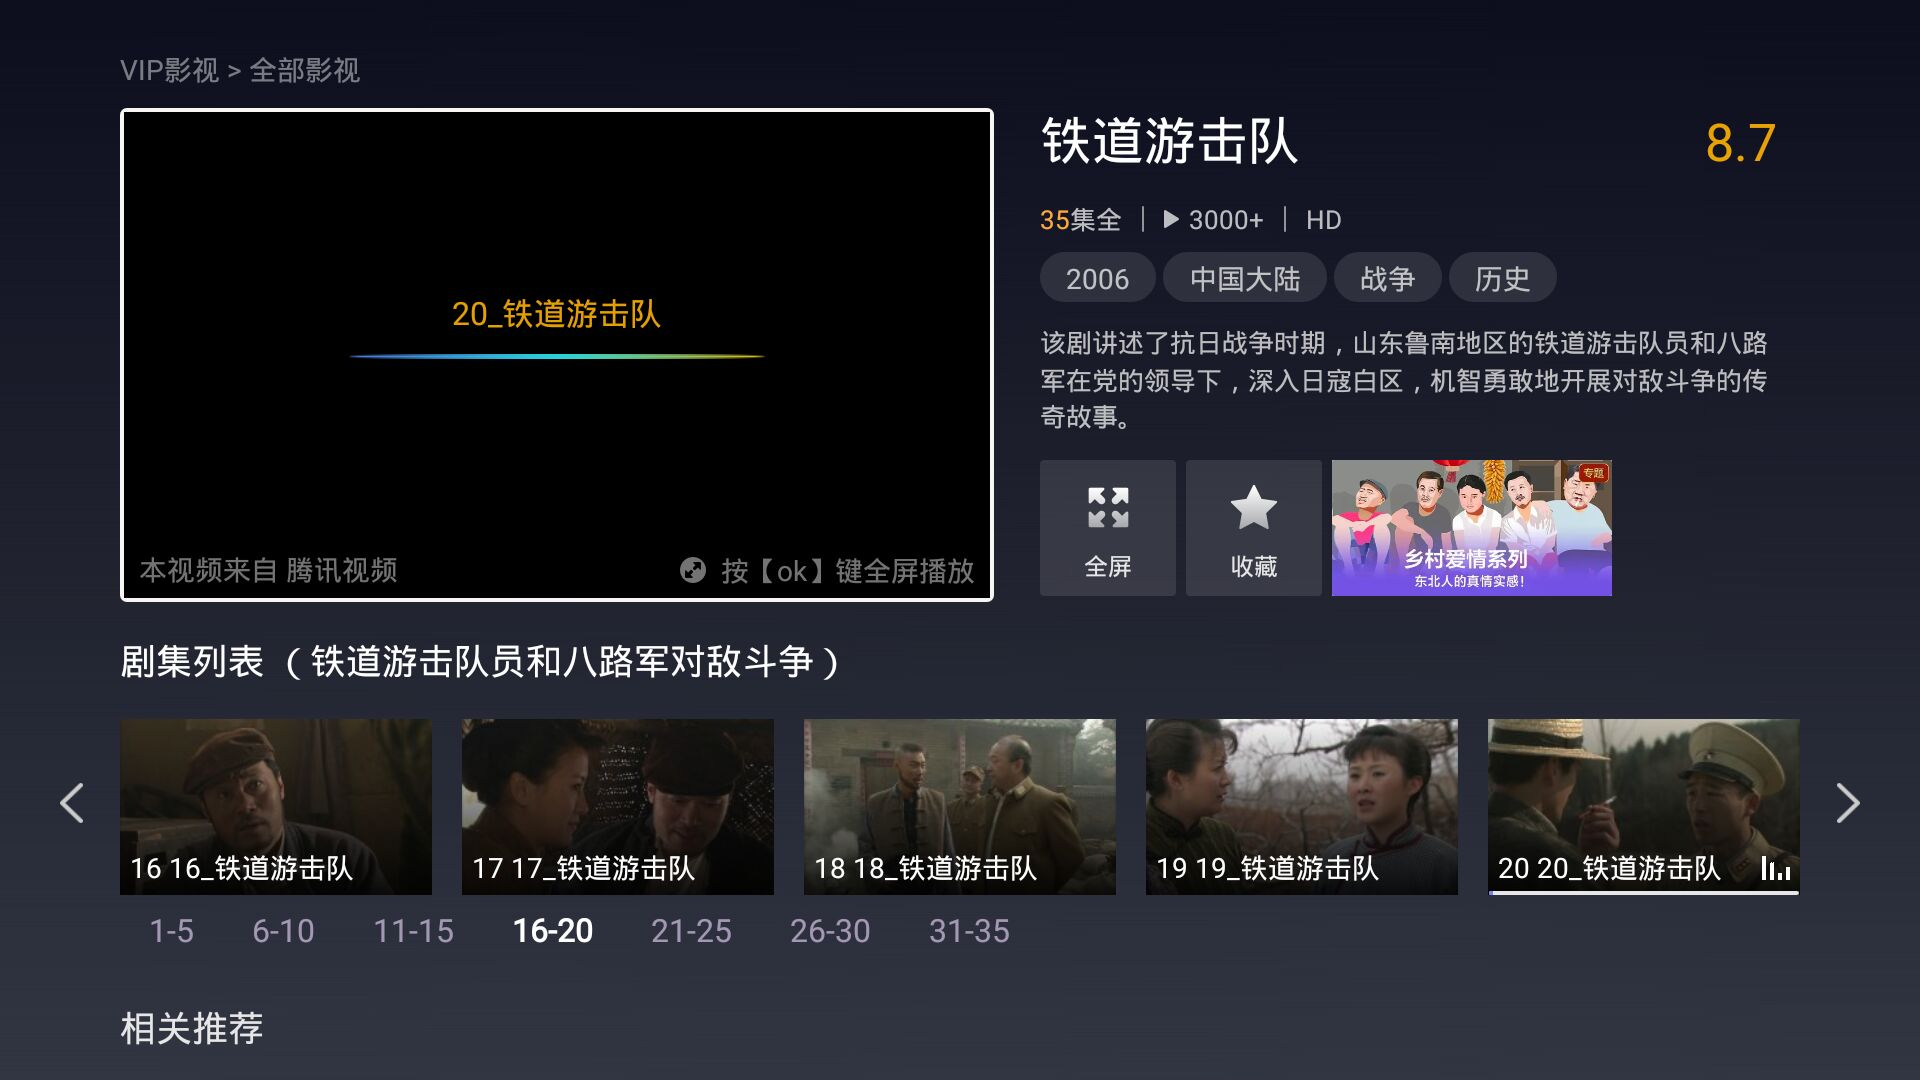 VIP影视 > 全部影视
20_铁道游击队
本视频来自 腾讯视频
按【ok】键全屏播放
铁道游击队
8.7
35集全 | 3000+ | HD
2006 中国大陆 战争 历史
该剧讲述了抗日战争时期，山东鲁南地区的铁道游击队员和八路
军在党的领导下，深入日寇白区，机智勇敢地开展对敌斗争的传
奇故事。
全屏
收藏
专题
乡村爱情系列
东北人的真情实感！
剧集列表（铁道游击队员和八路军对敌斗争）
16 16_铁道游击队
17 17_铁道游击队
18 18_铁道游击队
19 19_铁道游击队
20 20_铁道游击队
1-5 6-10 11-15 16-20 21-25 26-30 31-35
相关推荐